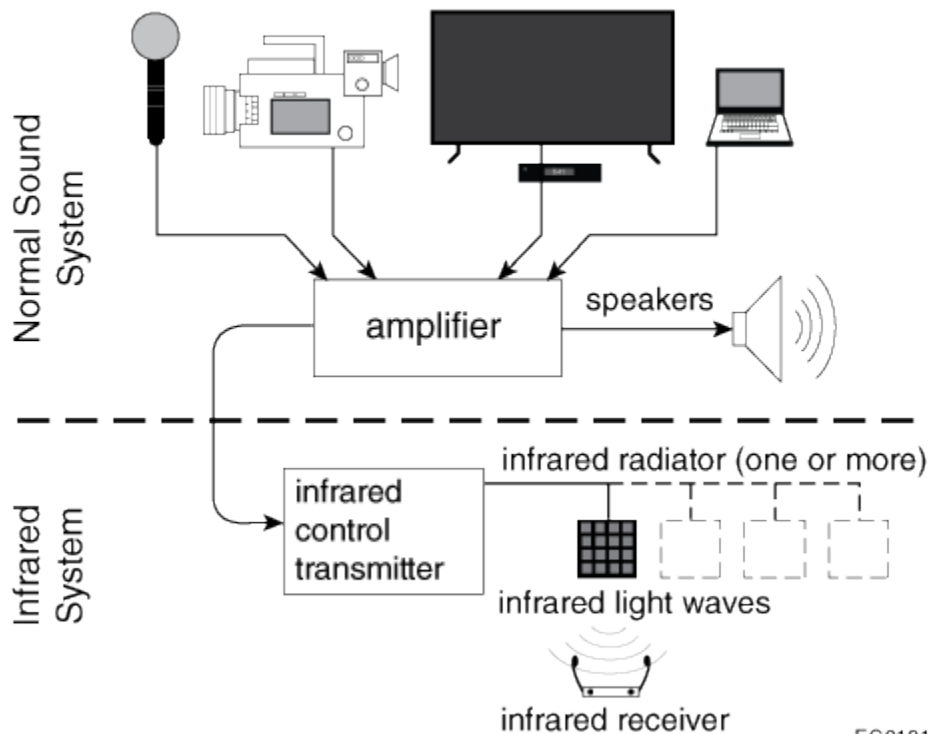 Normal Sound
System
amplifier
speakers
infrared radiator (one or more)
Infrared
System
infrared
control
transmitter
infrared light waves
infrared receiver